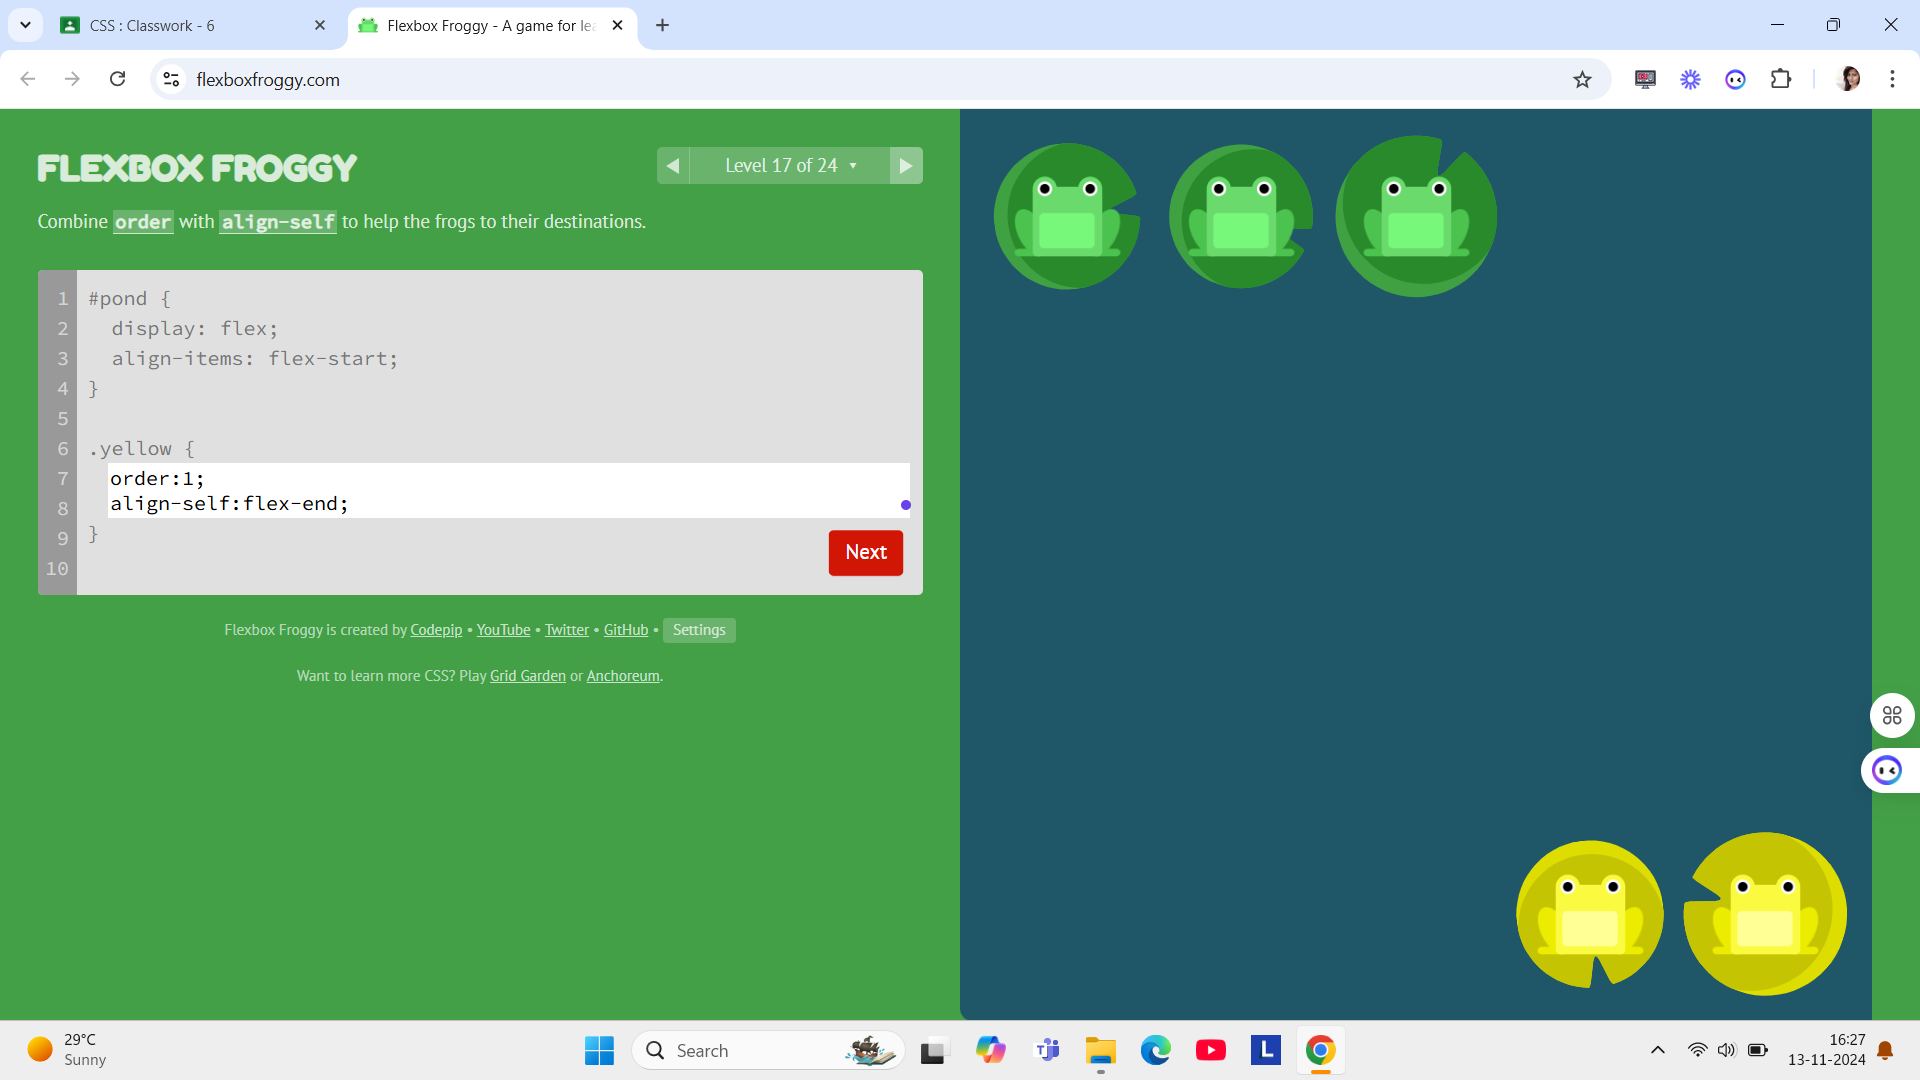 CSS : Classwork - 6
Flexbox Froggy - A game for lea
flexboxfroggy.com
FLEXBOX FROGGY
Level 17 of 24
Combine order with align-self to help the frogs to their destinations.
1 #pond {
2 display: flex;
3 align-items: flex-start;
4 }
5
6 .yellow {
7 order:1;
8 align-self:flex-end;
9 }
10
Next
Flexbox Froggy is created by Codepip • YouTube • Twitter • GitHub • Settings
Want to learn more CSS? Play Grid Garden or Anchoreum.
29°C
Sunny
Search
L
16:27
13-11-2024